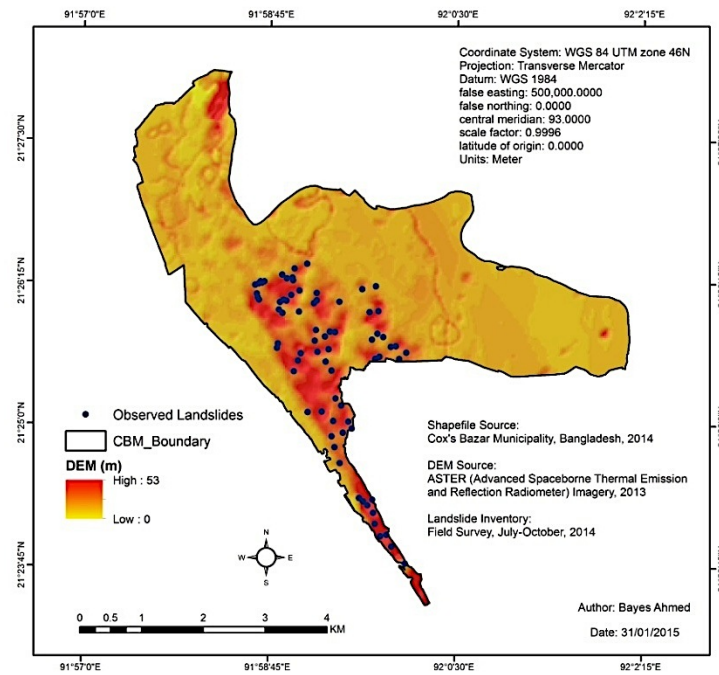 91°57'0"E 91°58'45"E 92°0'30"E 92°2'15"E
Coordinate System: WGS 84 UTM zone 46N
Projection: Transverse Mercator
Datum: WGS 1984
false easting: 500,000.0000
false northing: 0.0000
central meridian: 93.0000
scale factor: 0.9996
latitude of origin: 0.0000
Units: Meter
21°27'30"N
21°26'15"N
21°25'0"N
21°23'45"N
Observed Landslides
CBM_Boundary
DEM (m)
High : 53
Low : 0
Shapefile Source:
Cox's Bazar Municipality, Bangladesh, 2014
DEM Source:
ASTER (Advanced Spaceborne Thermal Emission
and Reflection Radiometer) Imagery, 2013
Landslide Inventory:
Field Survey, July-October, 2014
N
W E
S
0 0.5 1 2 3 4
KM
Author: Bayes Ahmed
Date: 31/01/2015
91°57'0"E 91°58'45"E 92°0'30"E 92°2'15"E